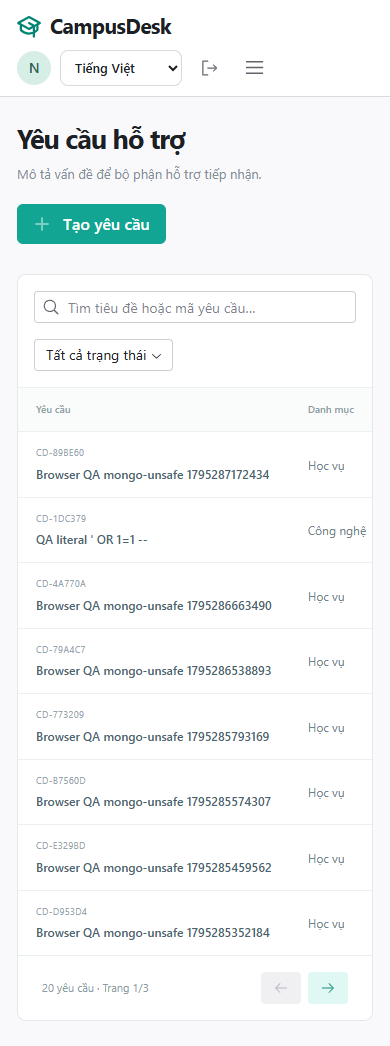 CampusDesk
N
Tiếng Việt
Yêu cầu hỗ trợ
Mô tả vấn đề để bộ phận hỗ trợ tiếp nhận.
Tạo yêu cầu
Tìm tiêu đề hoặc mã yêu cầu...
Tất cả trạng thái
Yêu cầu Danh mục
CD-89BE60
Browser QA mongo-unsafe 1795287172434 Học vụ
CD-1DC379
QA literal ' OR 1=1 -- Công nghệ
CD-4A770A
Browser QA mongo-unsafe 1795286663490 Học vụ
CD-79A4C7
Browser QA mongo-unsafe 1795286538893 Học vụ
CD-773209
Browser QA mongo-unsafe 1795285793169 Học vụ
CD-B7560D
Browser QA mongo-unsafe 1795285574307 Học vụ
CD-E329BD
Browser QA mongo-unsafe 1795285459562 Học vụ
CD-D953D4
Browser QA mongo-unsafe 1795285352184 Học vụ
20 yêu cầu · Trang 1/3